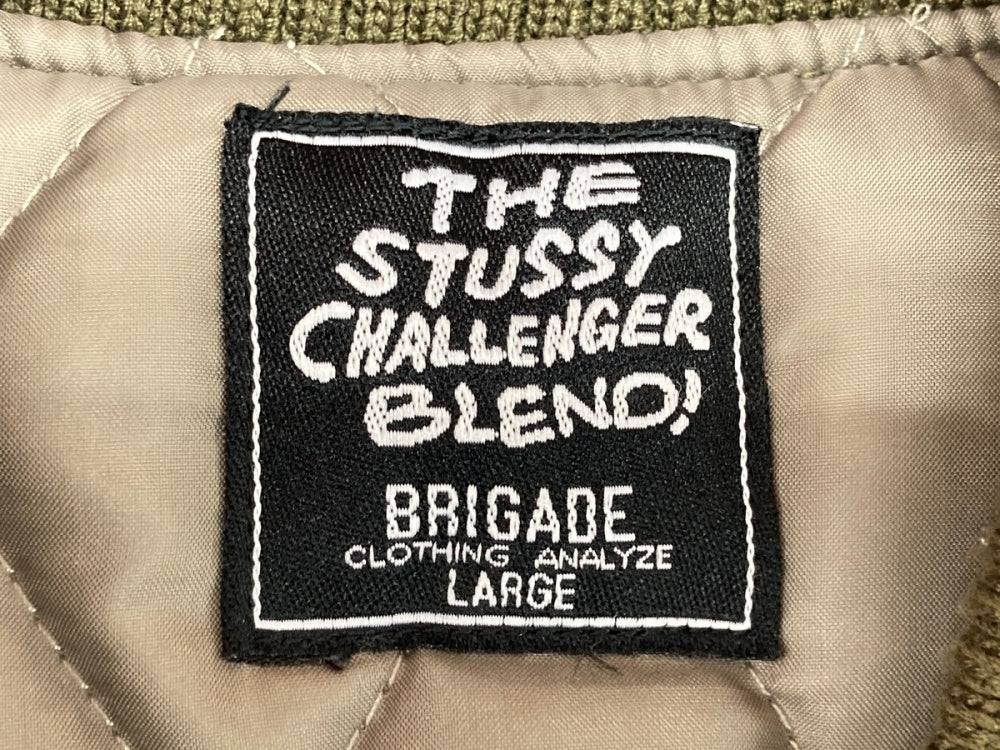 THE
STUSSY
CHALLENGER
BLEND!
BRIGADE
CLOTHING ANALYZE
LARGE